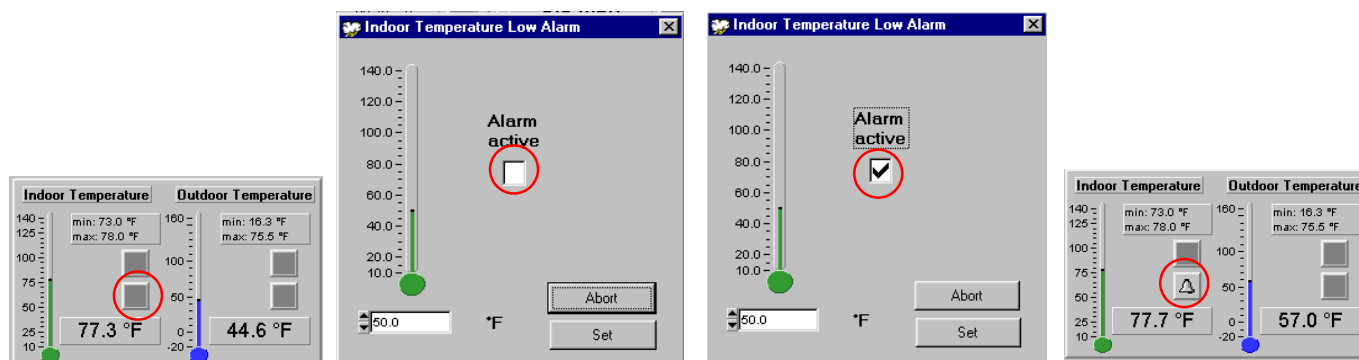 Indoor Temperature Outdoor Temperature
140
125
100
75
50
25
10
min: 73.0 °F
max: 78.0 °F
77.3 °F
160
100
50
0
-20
min: 16.3 °F
max: 75.5 °F
44.6 °F
Indoor Temperature Low Alarm
140.0
120.0
100.0
80.0
60.0
40.0
20.0
10.0
Alarm
active
50.0 °F
Abort
Set
Indoor Temperature Low Alarm
140.0
120.0
100.0
80.0
60.0
40.0
20.0
10.0
Alarm
active
50.0 °F
Abort
Set
Indoor Temperature Outdoor Temperature
140
125
100
75
50
25
10
min: 73.0 °F
max: 78.0 °F
77.7 °F
160
100
50
0
-20
min: 16.3 °F
max: 75.5 °F
57.0 °F